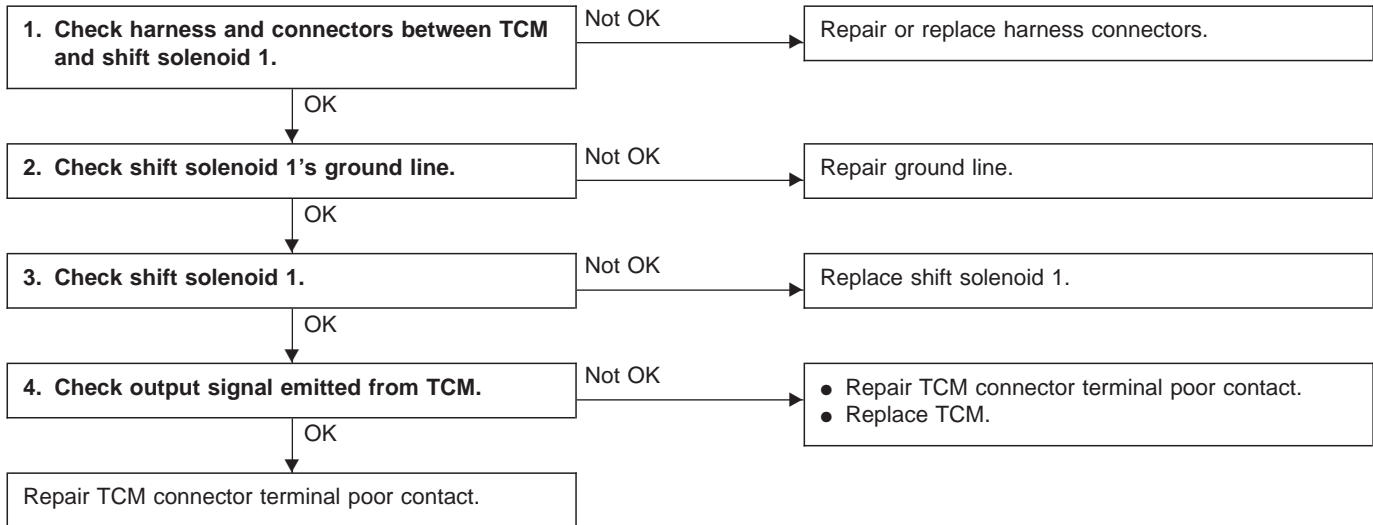 1. Check harness and connectors between TCM
and shift solenoid 1.
Not OK
Repair or replace harness connectors.
OK
2. Check shift solenoid 1’s ground line.
Not OK
Repair ground line.
OK
3. Check shift solenoid 1.
Not OK
Replace shift solenoid 1.
OK
4. Check output signal emitted from TCM.
Not OK
● Repair TCM connector terminal poor contact.
● Replace TCM.
OK
Repair TCM connector terminal poor contact.